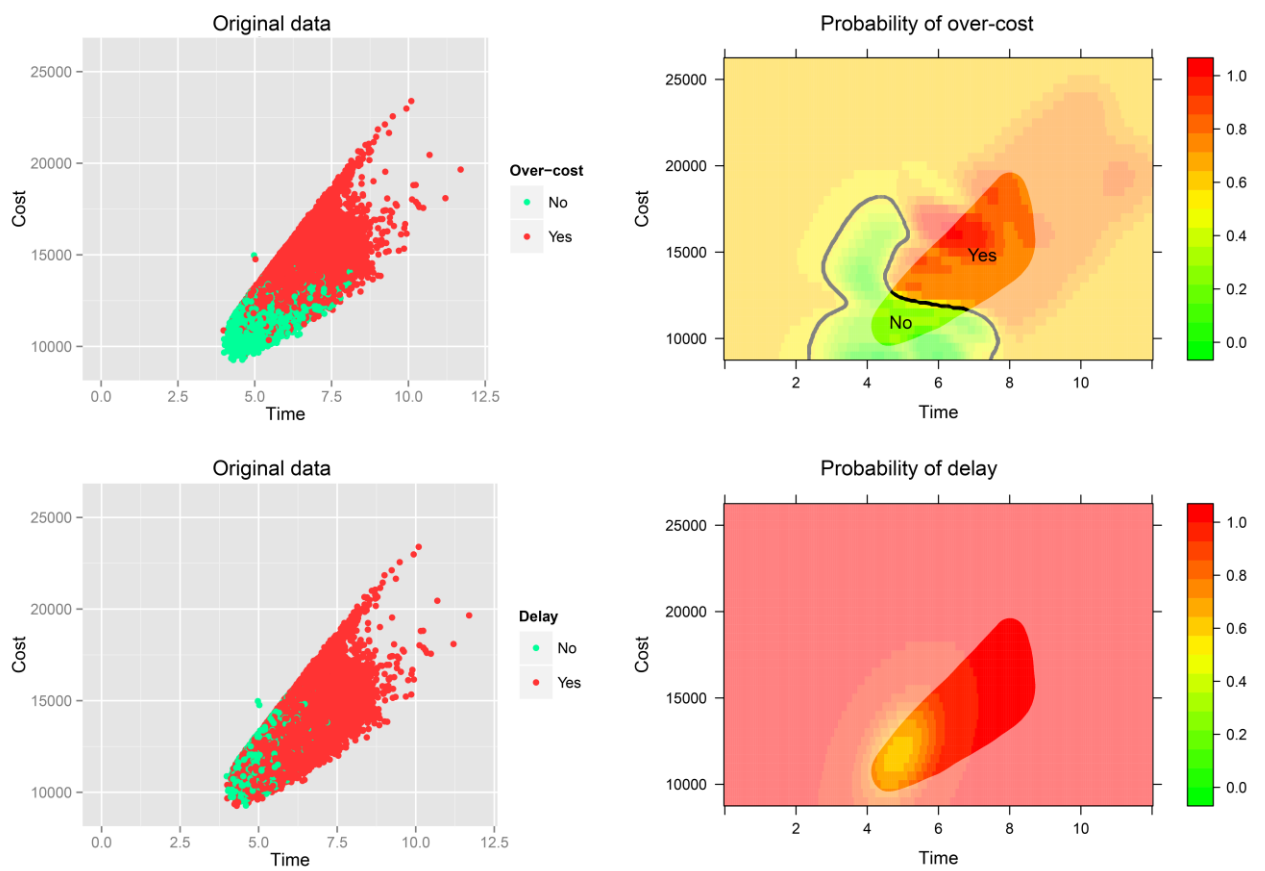 Original data
Cost
25000
20000
15000
10000
0.0 2.5 5.0 7.5 10.0 12.5
Time
Over-cost
No
Yes
Probability of over-cost
Cost
25000
20000
15000
10000
Yes
No
2 4 6 8 10
Time
1.0
0.8
0.6
0.4
0.2
0.0
Original data
Cost
25000
20000
15000
10000
0.0 2.5 5.0 7.5 10.0 12.5
Time
Delay
No
Yes
Probability of delay
Cost
25000
20000
15000
10000
2 4 6 8 10
Time
1.0
0.8
0.6
0.4
0.2
0.0